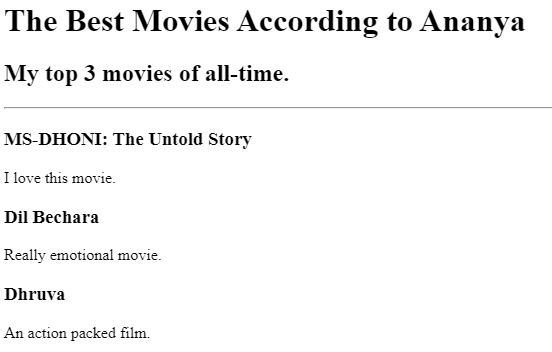 The Best Movies According to Ananya
My top 3 movies of all-time.
MS-DHONI: The Untold Story
I love this movie.
Dil Bechara
Really emotional movie.
Dhruva
An action packed film.